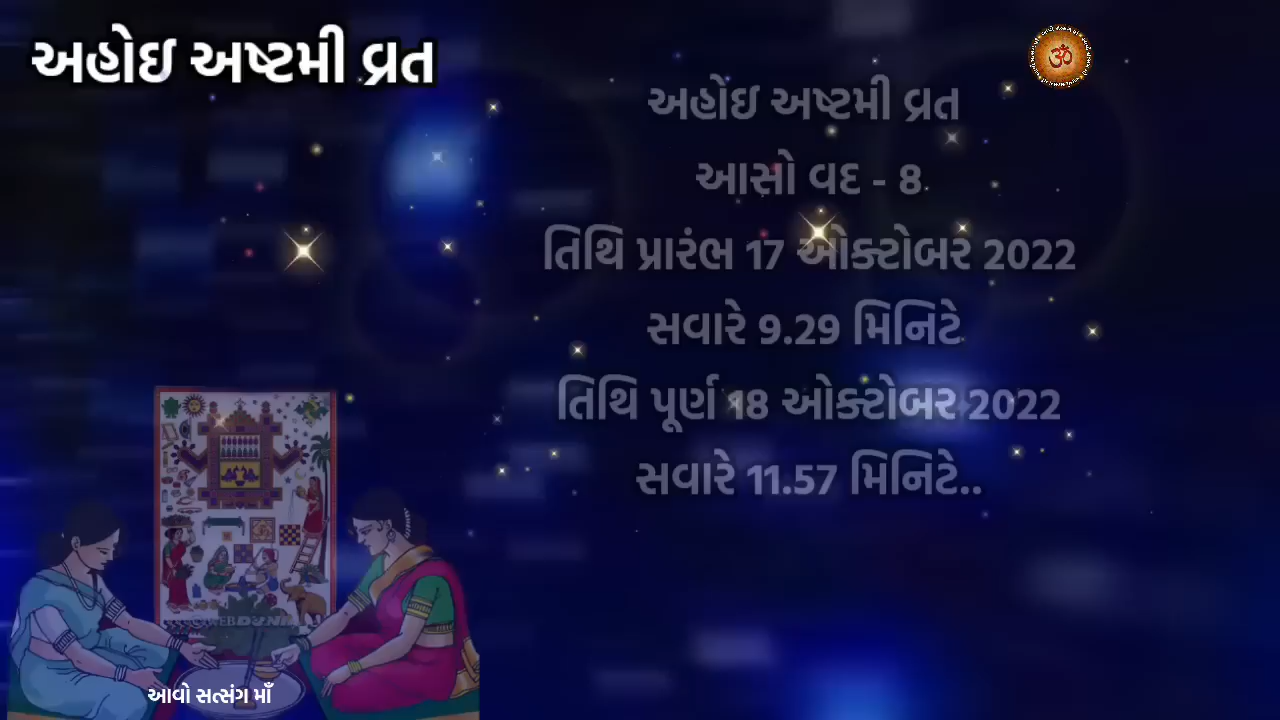 અહોઇ અષ્ટમી વ્રત
અહોઇ અષ્ટમી વ્રત
આસો વદ - 8
તિથિ પ્રારંભ 17 ઓક્ટોબર 2022
સવારે 9.29 મિનિટે
તિથિ પૂર્ણ 18 ઓક્ટોબર 2022
સવારે 11.57 મિનિટે..
આવો સત્સંગ માઁ